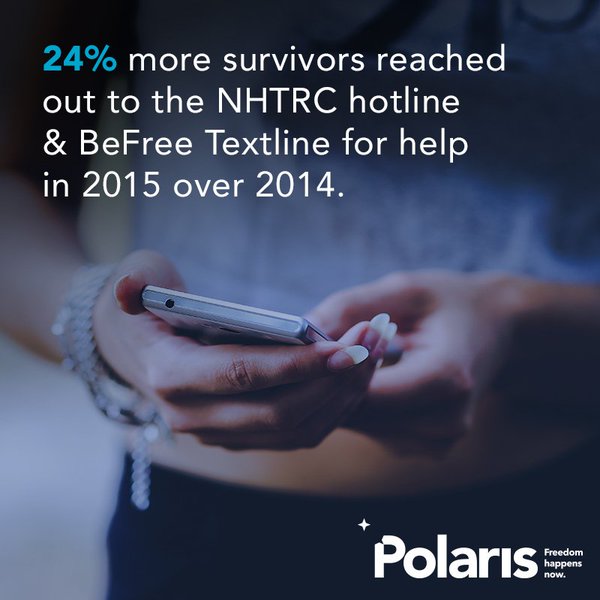 24% more survivors reached
out to the NHTRC hotline
& BeFree Textline for help
in 2015 over 2014.
Polaris
Freedom
happens
now.